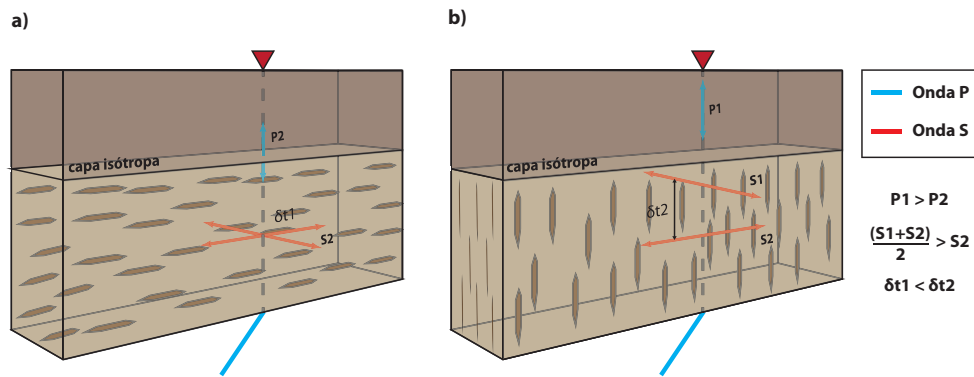 a)
P2
capa isótropa
δt1
S2
b)
P1
capa isótropa
S1
δt2
S2
Onda P
Onda S
P1 > P2
(S1+S2)
2
> S2
δt1 < δt2